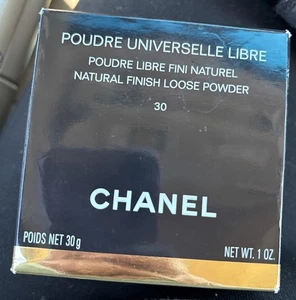 POUDRE UNIVERSELLE LIBRE
POUDRE LIBRE FINI NATUREL
NATURAL FINISH LOOSE POWDER
30
CHANEL
POIDS NET 30 g NET WT. 1 OZ.